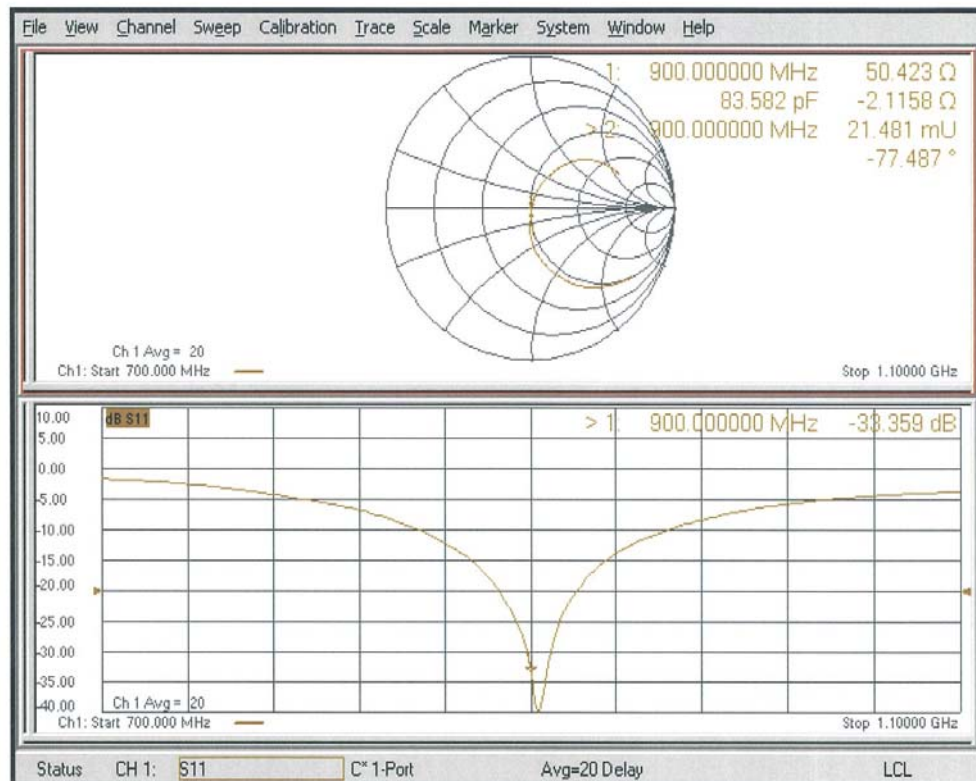 File View Channel Sweep Calibration Trace Scale Marker System Window Help
1: 900.000000 MHz 50.423 Ω
83.582 pF -2.1158 Ω
> 2: 900.000000 MHz 21.481 mU
-77.487 °
Ch 1 Avg = 20
Ch1: Start 700.000 MHz
Stop 1.10000 GHz
dB S11
> 1: 900.000000 MHz -33.359 dB
10.00
5.00
0.00
-5.00
-10.00
-15.00
-20.00
-25.00
-30.00
-35.00
-40.00
Ch 1 Avg = 20
Ch1: Start 700.000 MHz
Stop 1.10000 GHz
Status CH 1: S11 C* 1-Port Avg=20 Delay LCL